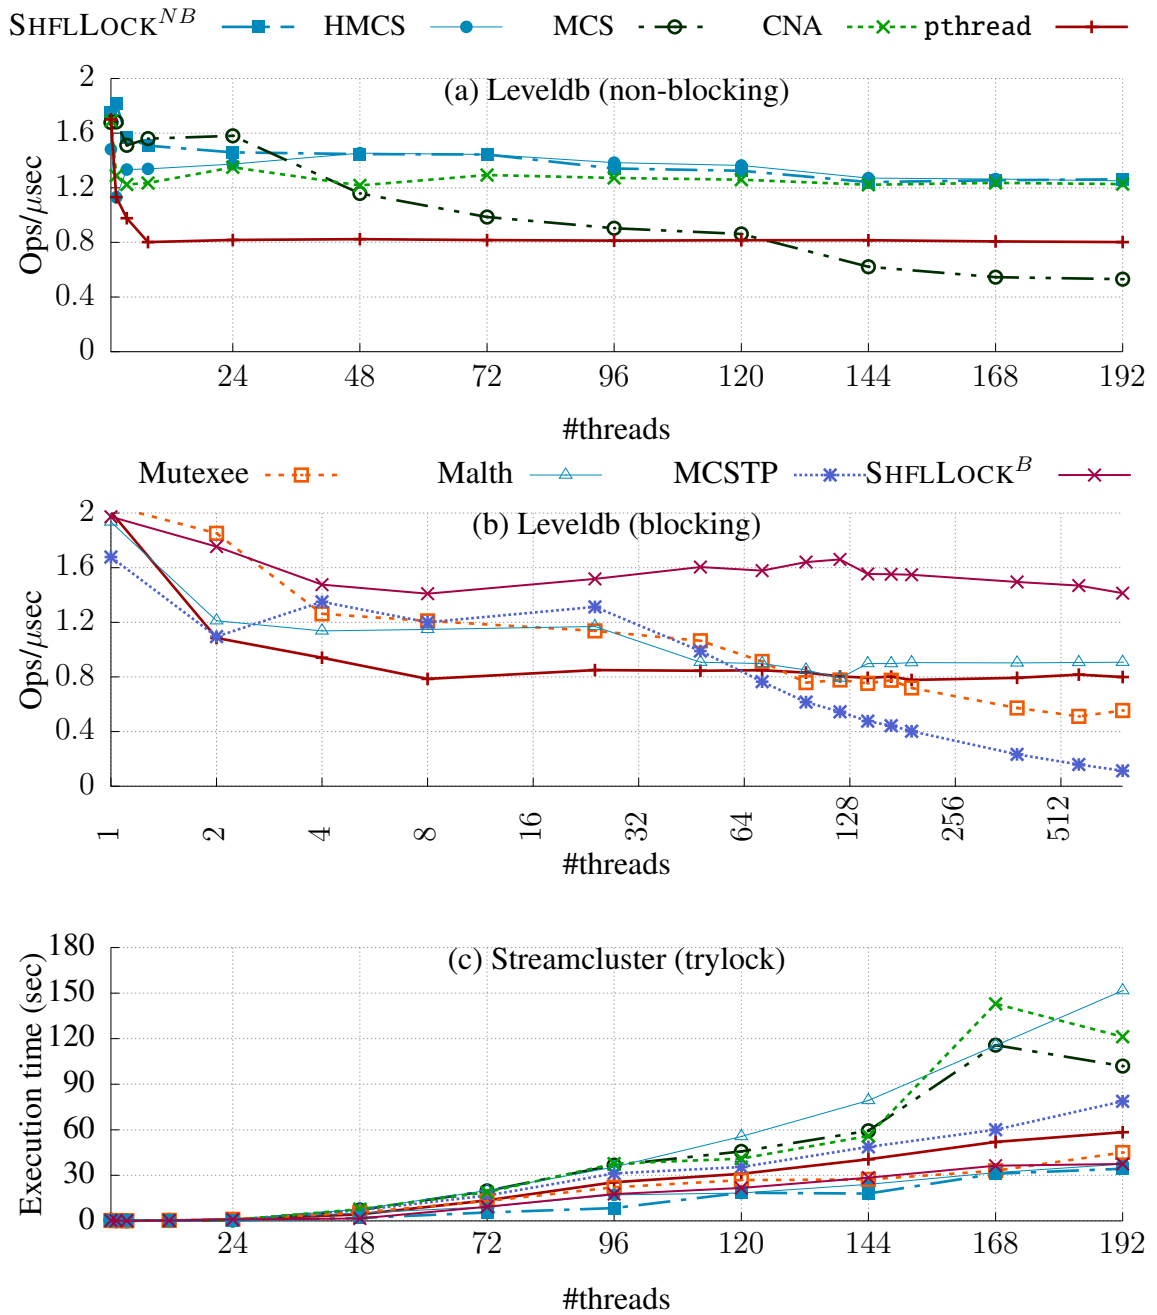 SHFLLOCK^NB HMCS MCS CNA pthread
(a) Leveldb (non-blocking)
2
1.6
1.2
0.8
0.4
0
Ops/μsec
24 48 72 96 120 144 168 192
#threads
Mutexee Malth MCSTP SHFLLOCK^B
(b) Leveldb (blocking)
2
1.6
1.2
0.8
0.4
0
Ops/μsec
1 2 4 8 16 32 64 128 256 512
#threads
(c) Streamcluster (trylock)
180
150
120
90
60
30
0
Execution time (sec)
24 48 72 96 120 144 168 192
#threads